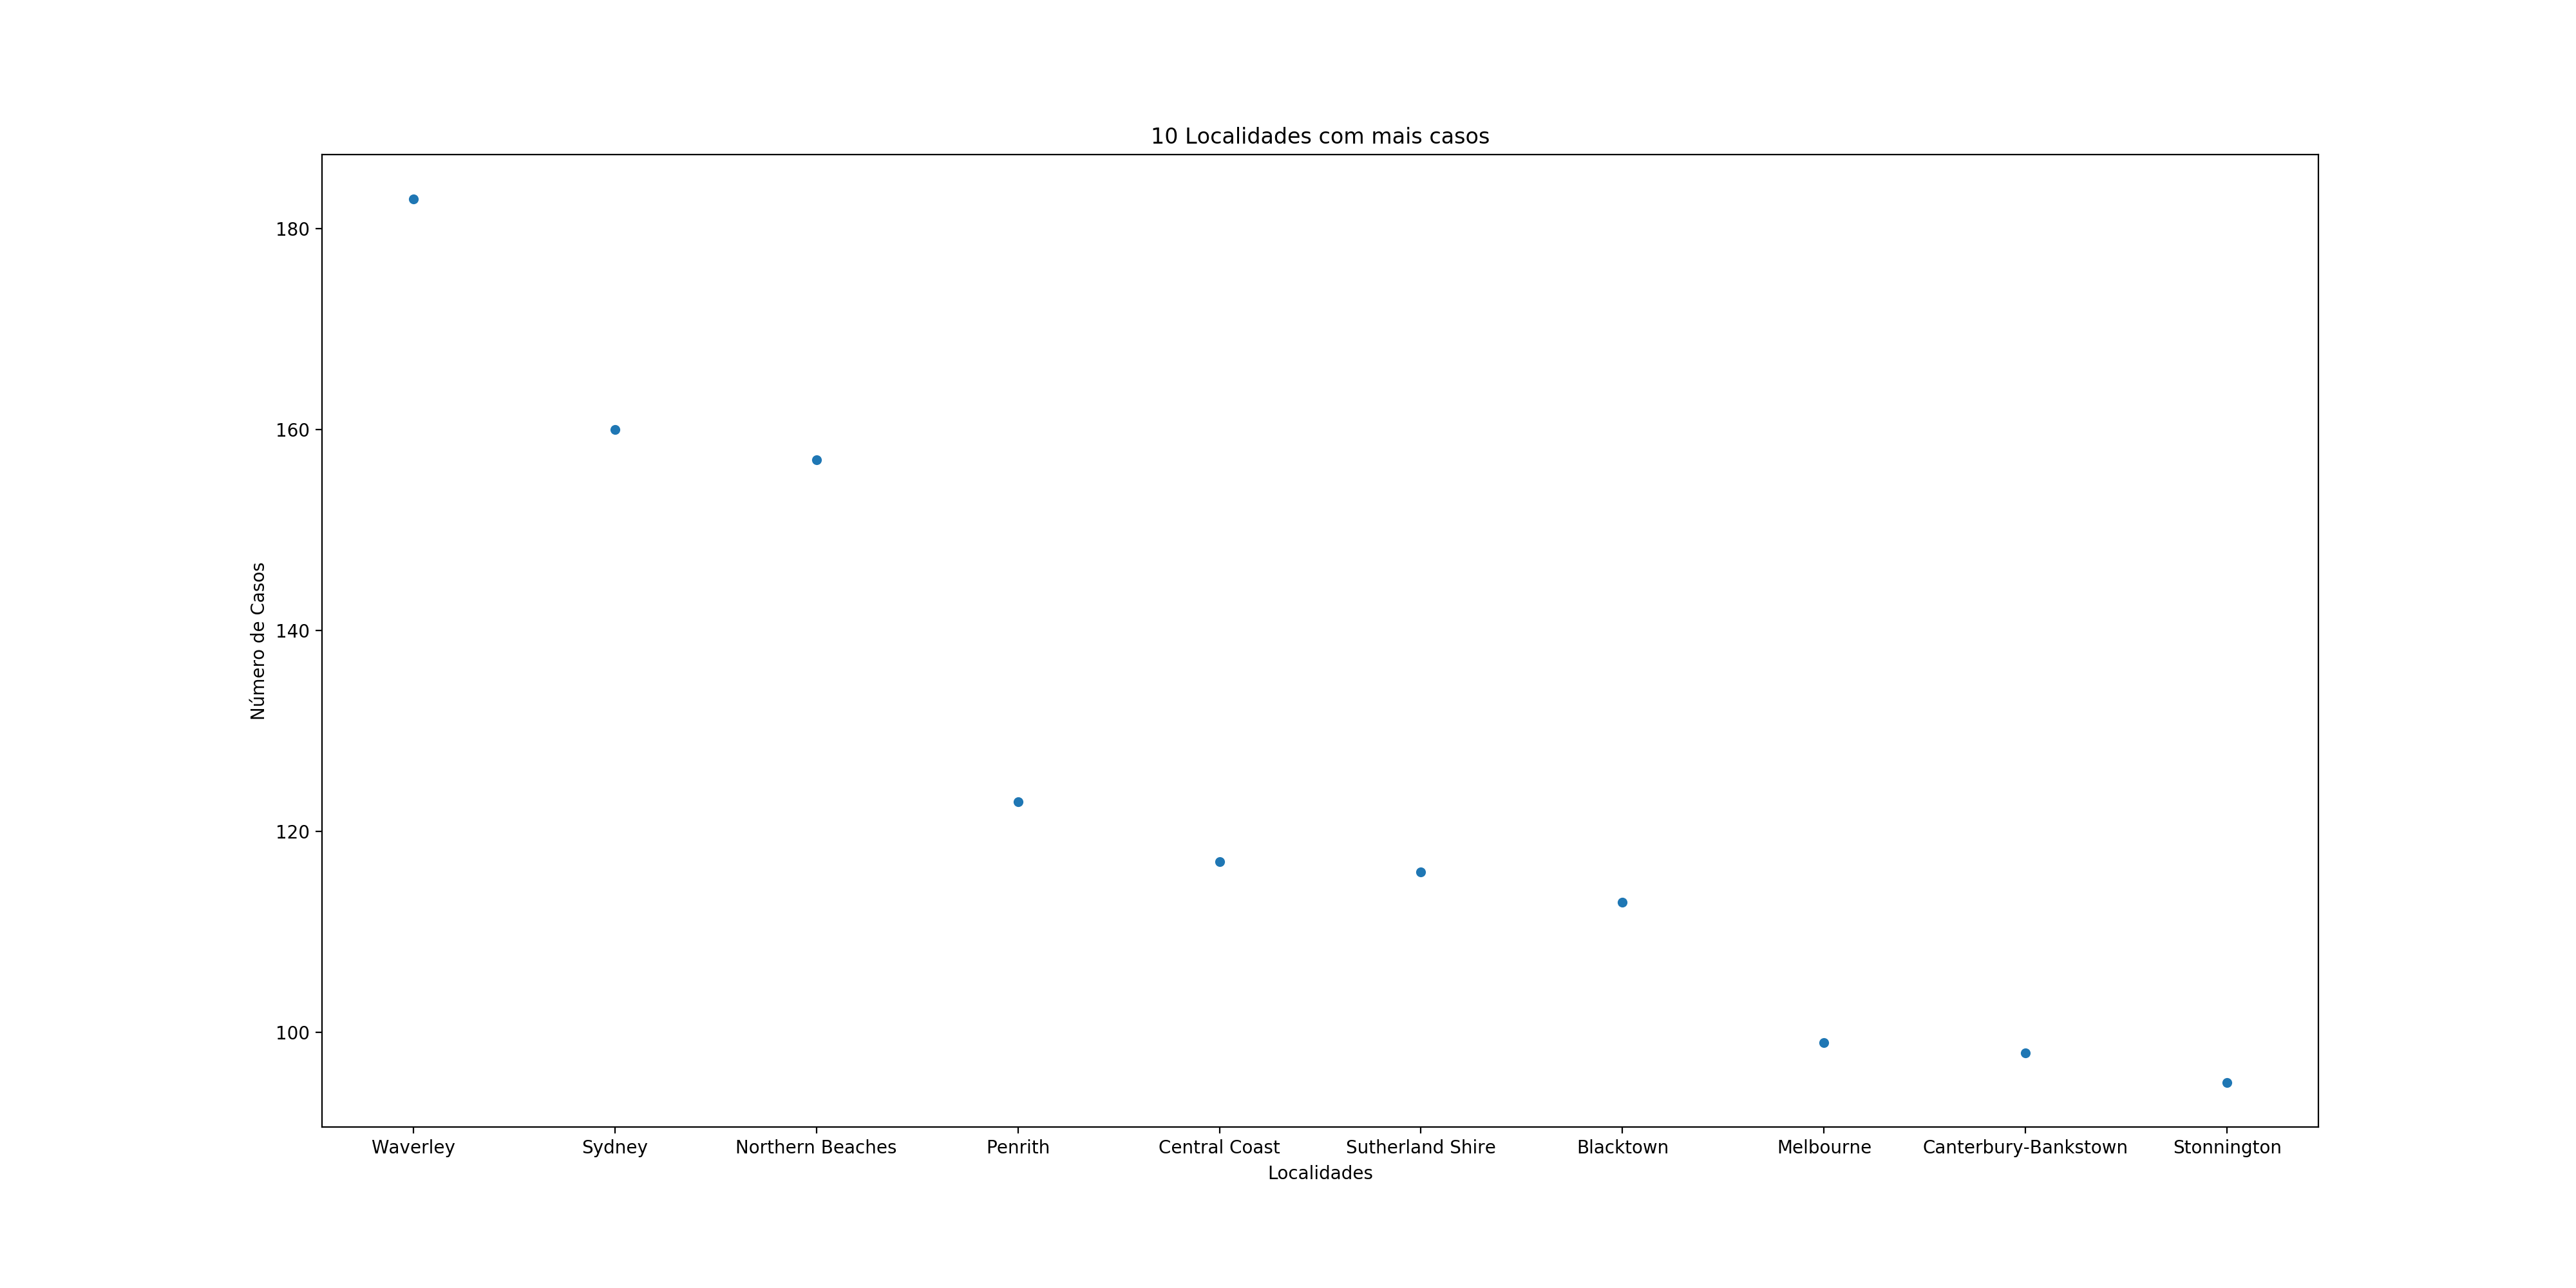 10 Localidades com mais casos
Número de Casos
180
160
140
120
100
Waverley Sydney Northern Beaches Penrith Central Coast Sutherland Shire Blacktown Melbourne Canterbury-Bankstown Stonnington
Localidades